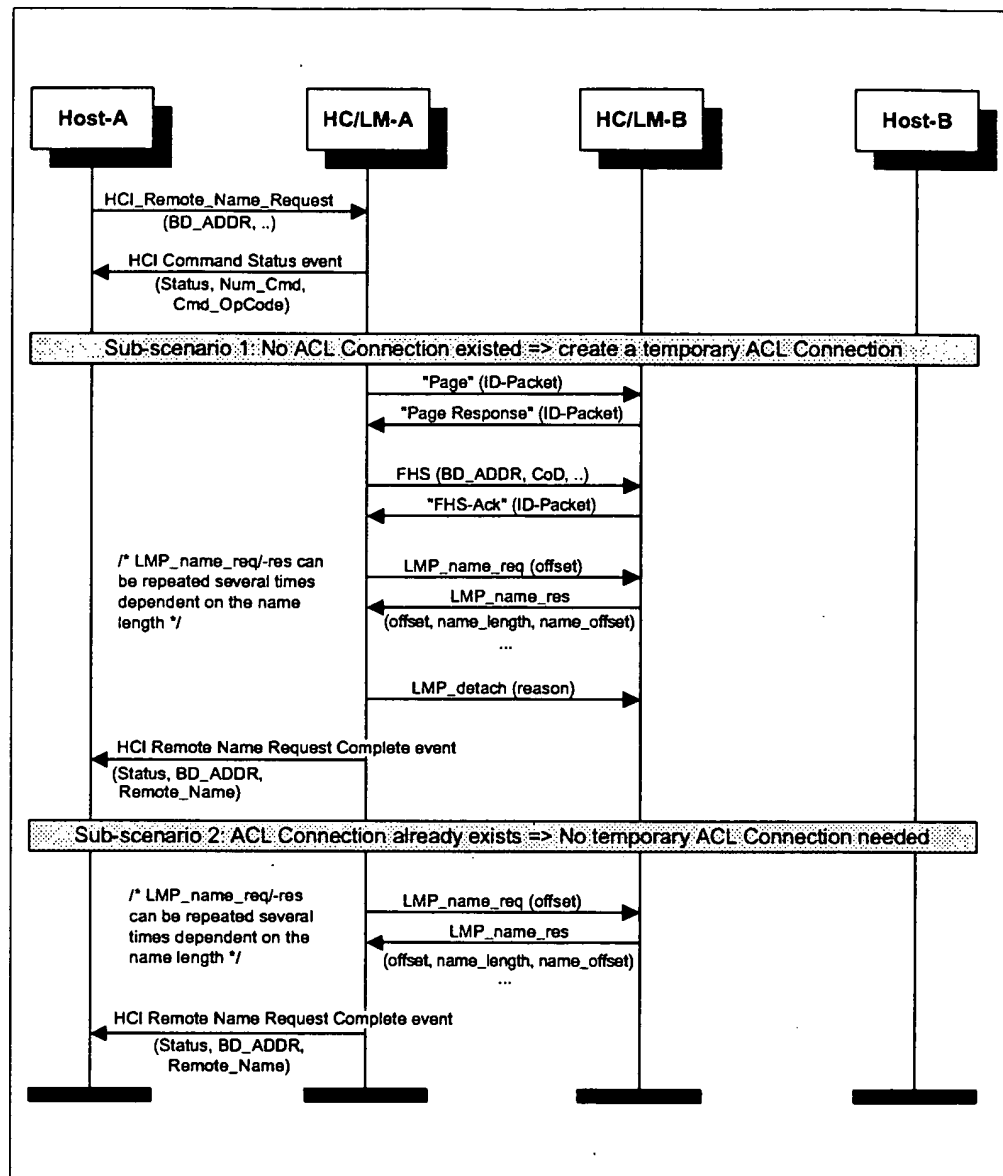 Host-A
HC/LM-A
HC/LM-B
Host-B
HCI_Remote_Name_Request
(BD_ADDR, ..)
HCI Command Status event
(Status, Num_Cmd,
Cmd_OpCode)
Sub-scenario 1: No ACL Connection existed => create a temporary ACL Connection
"Page" (ID-Packet)
"Page Response" (ID-Packet)
FHS (BD_ADDR, CoD, ..)
"FHS-Ack" (ID-Packet)
/* LMP_name_req/-res can
be repeated several times
dependent on the name
length */
LMP_name_req (offset)
LMP_name_res
(offset, name_length, name_offset)
...
LMP_detach (reason)
HCI Remote Name Request Complete event
(Status, BD_ADDR,
Remote_Name)
Sub-scenario 2: ACL Connection already exists => No temporary ACL Connection needed
/* LMP_name_req/-res
can be repeated several
times dependent on the
name length */
LMP_name_req (offset)
LMP_name_res
(offset, name_length, name_offset)
...
HCI Remote Name Request Complete event
(Status, BD_ADDR,
Remote_Name)